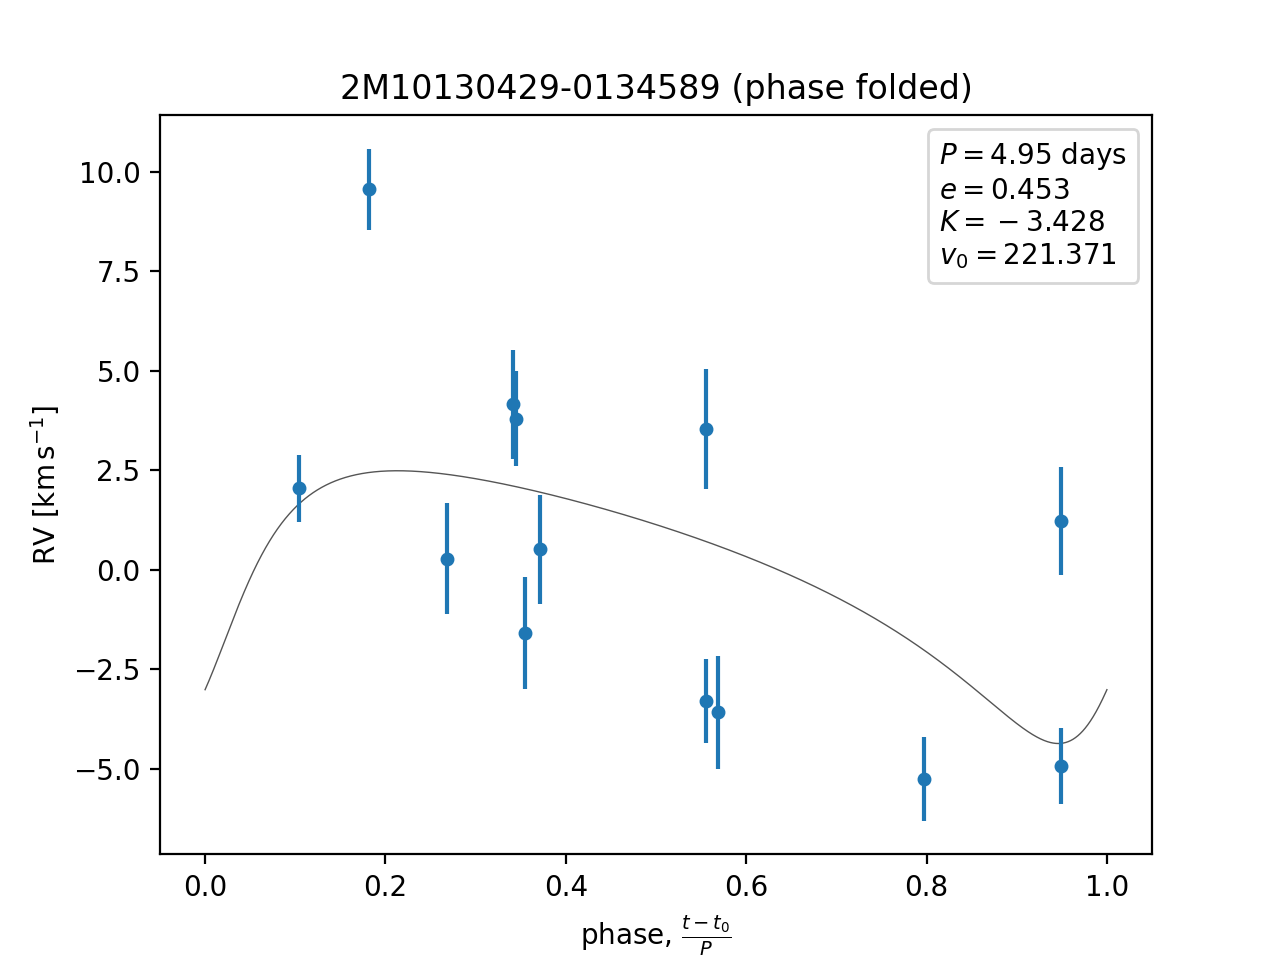 2M10130429-0134589 (phase folded)
P = 4.95 days
e = 0.453
K = −3.428
v₀ = 221.371
10.0
7.5
5.0
2.5
0.0
−2.5
−5.0
RV [km s⁻¹]
0.0 0.2 0.4 0.6 0.8 1.0
phase, (t − t₀)/P